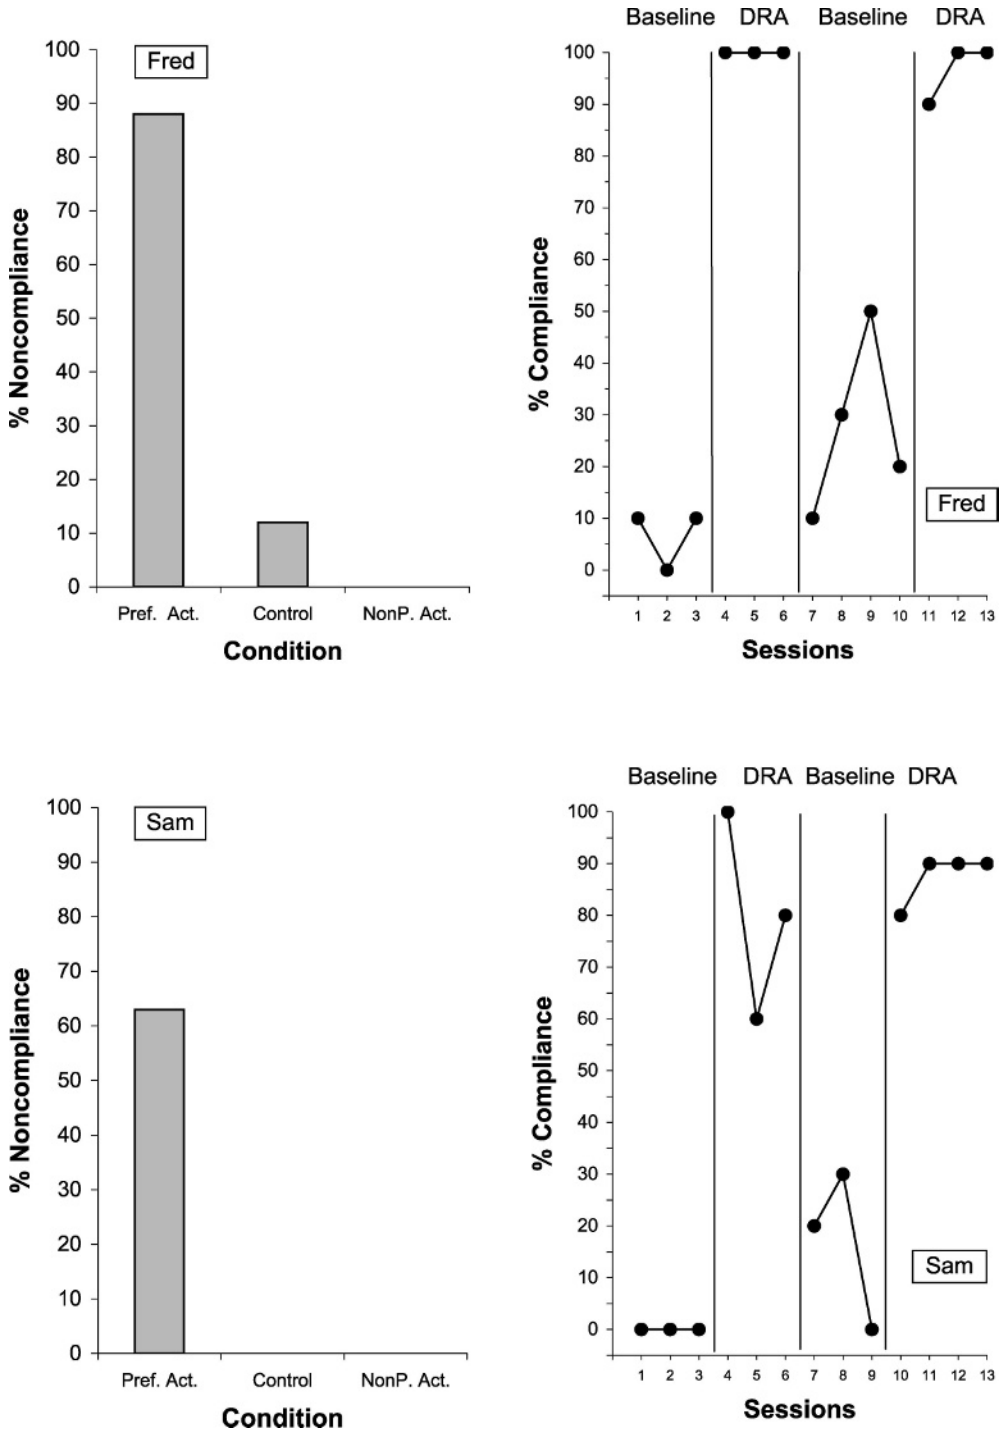 Fred
100
90
80
70
60
50
40
30
20
10
0
% Noncompliance
Pref. Act. Control NonP. Act.
Condition
Baseline DRA Baseline DRA
100
90
80
70
60
50
40
30
20
10
0
% Compliance
Fred
1 2 3 4 5 6 7 8 9 10 11 12 13
Sessions
Sam
100
90
80
70
60
50
40
30
20
10
0
% Noncompliance
Pref. Act. Control NonP. Act.
Condition
Baseline DRA Baseline DRA
100
90
80
70
60
50
40
30
20
10
0
% Compliance
Sam
1 2 3 4 5 6 7 8 9 10 11 12 13
Sessions